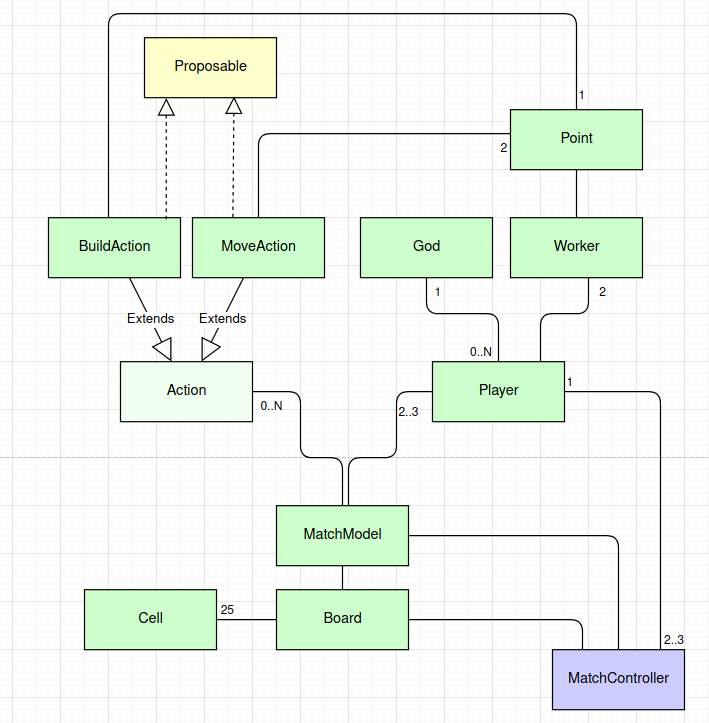 Proposable
1
Point
2
BuildAction
MoveAction
God
Worker
1
2
Extends
Extends
0..N
Action
Player
1
0..N
2..3
MatchModel
25
Cell
Board
2..3
MatchController